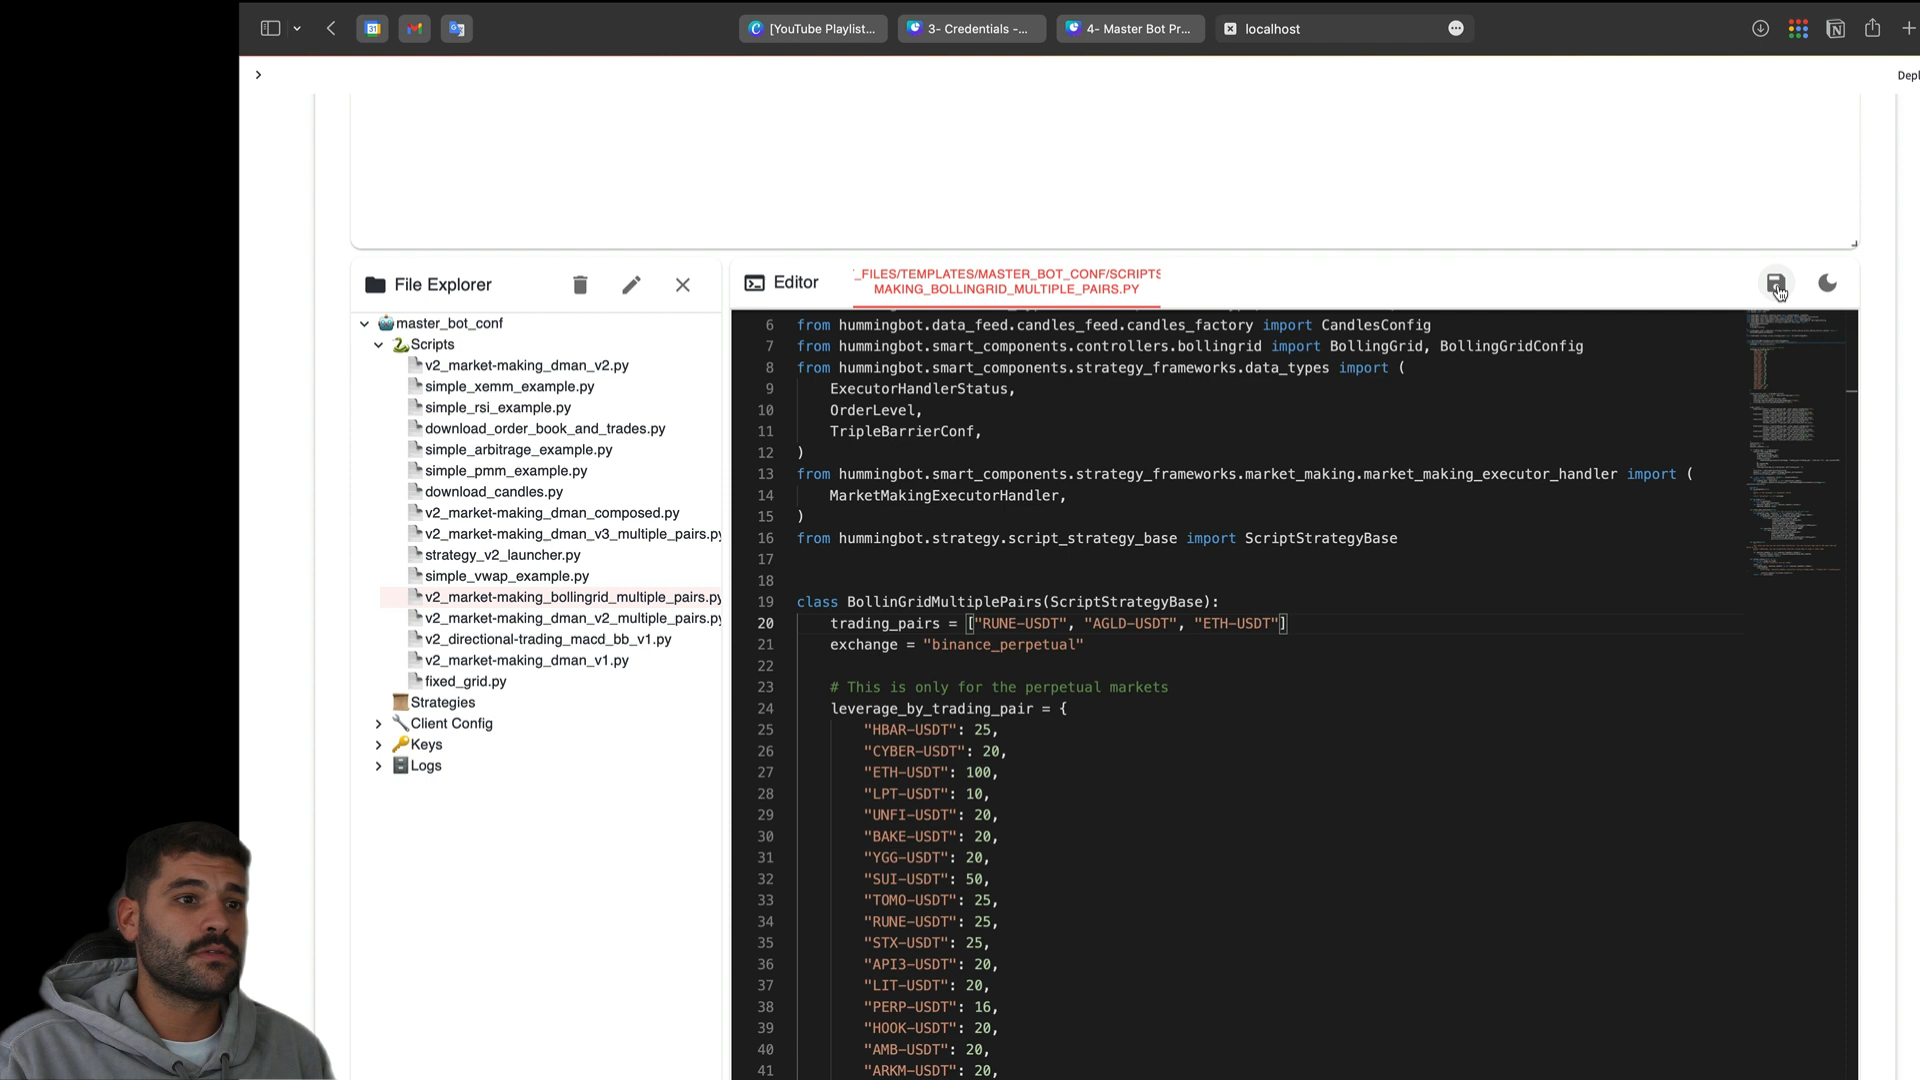 [YouTube Playlist...
3- Credentials -...
4- Master Bot Pr...
localhost
Depl
File Explorer
master_bot_conf
Scripts
v2_market-making_dman_v2.py
simple_xemm_example.py
simple_rsi_example.py
download_order_book_and_trades.py
simple_arbitrage_example.py
simple_pmm_example.py
download_candles.py
v2_market-making_dman_composed.py
v2_market-making_dman_v3_multiple_pairs.py
strategy_v2_launcher.py
simple_vwap_example.py
v2_market-making_bollingrid_multiple_pairs.py
v2_market-making_dman_v2_multiple_pairs.py
v2_directional-trading_macd_bb_v1.py
v2_market-making_dman_v1.py
fixed_grid.py
Strategies
Client Config
Keys
Logs
Editor
_FILES/TEMPLATES/MASTER_BOT_CONF/SCRIPTS
MAKING_BOLLINGRID_MULTIPLE_PAIRS.PY
6 from hummingbot.data_feed.candles_feed.candles_factory import CandlesConfig
7 from hummingbot.smart_components.controllers.bollingrid import BollingGrid, BollingGridConfig
8 from hummingbot.smart_components.strategy_frameworks.data_types import (
9 ExecutorHandlerStatus,
10 OrderLevel,
11 TripleBarrierConf,
12 )
13 from hummingbot.smart_components.strategy_frameworks.market_making.market_making_executor_handler import (
14 MarketMakingExecutorHandler,
15 )
16 from hummingbot.strategy.script_strategy_base import ScriptStrategyBase
17
18
19 class BollinGridMultiplePairs(ScriptStrategyBase):
20 trading_pairs = ["RUNE-USDT", "AGLD-USDT", "ETH-USDT"]
21 exchange = "binance_perpetual"
22
23 # This is only for the perpetual markets
24 leverage_by_trading_pair = {
25 "HBAR-USDT": 25,
26 "CYBER-USDT": 20,
27 "ETH-USDT": 100,
28 "LPT-USDT": 10,
29 "UNFI-USDT": 20,
30 "BAKE-USDT": 20,
31 "YGG-USDT": 20,
32 "SUI-USDT": 50,
33 "TOMO-USDT": 25,
34 "RUNE-USDT": 25,
35 "STX-USDT": 25,
36 "API3-USDT": 20,
37 "LIT-USDT": 20,
38 "PERP-USDT": 16,
39 "HOOK-USDT": 20,
40 "AMB-USDT": 20,
41 "ARKM-USDT": 20,